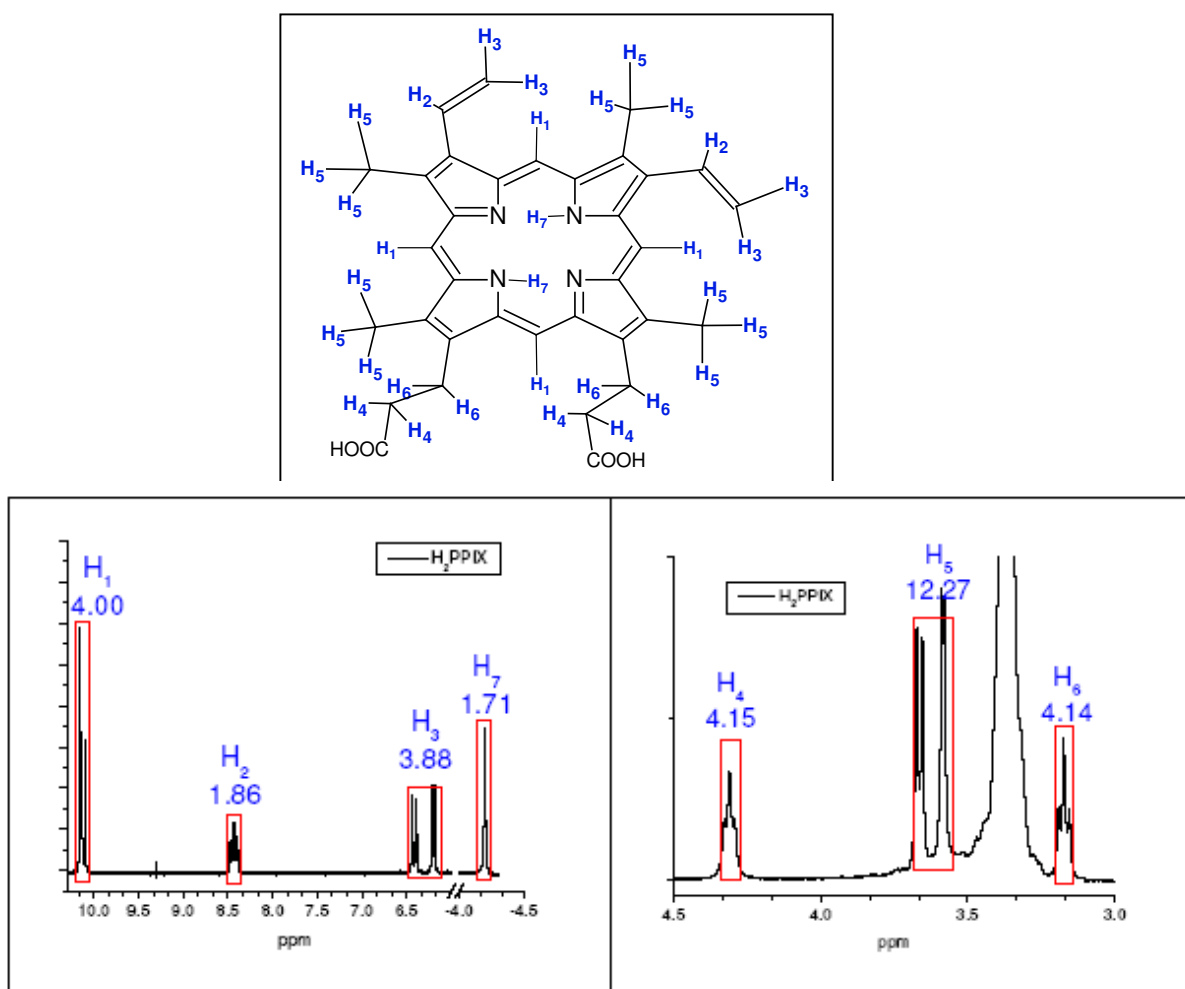 H₃
H₅
H₂ H₃
H₅ H₁ H₅ H₅
H₂
H₅ H₃
H₅
N H₇ N
H₃
H₁ H₁
H₅ N H₇ N H₅
H₅ H₅
H₅ H₁ H₅
H₆ H₆
H₄ H₆ H₄ H₆
H₄ H₄
HOOC COOH
H₂PPIX
H₁
4.00
H₂
1.86
H₃
3.88
H₇
1.71
10.0 9.5 9.0 8.5 8.0 7.5 7.0 6.5 -4.0 -4.5
ppm
H₂PPIX
H₄
4.15
H₅
12.27
H₆
4.14
4.5 4.0 3.5 3.0
ppm